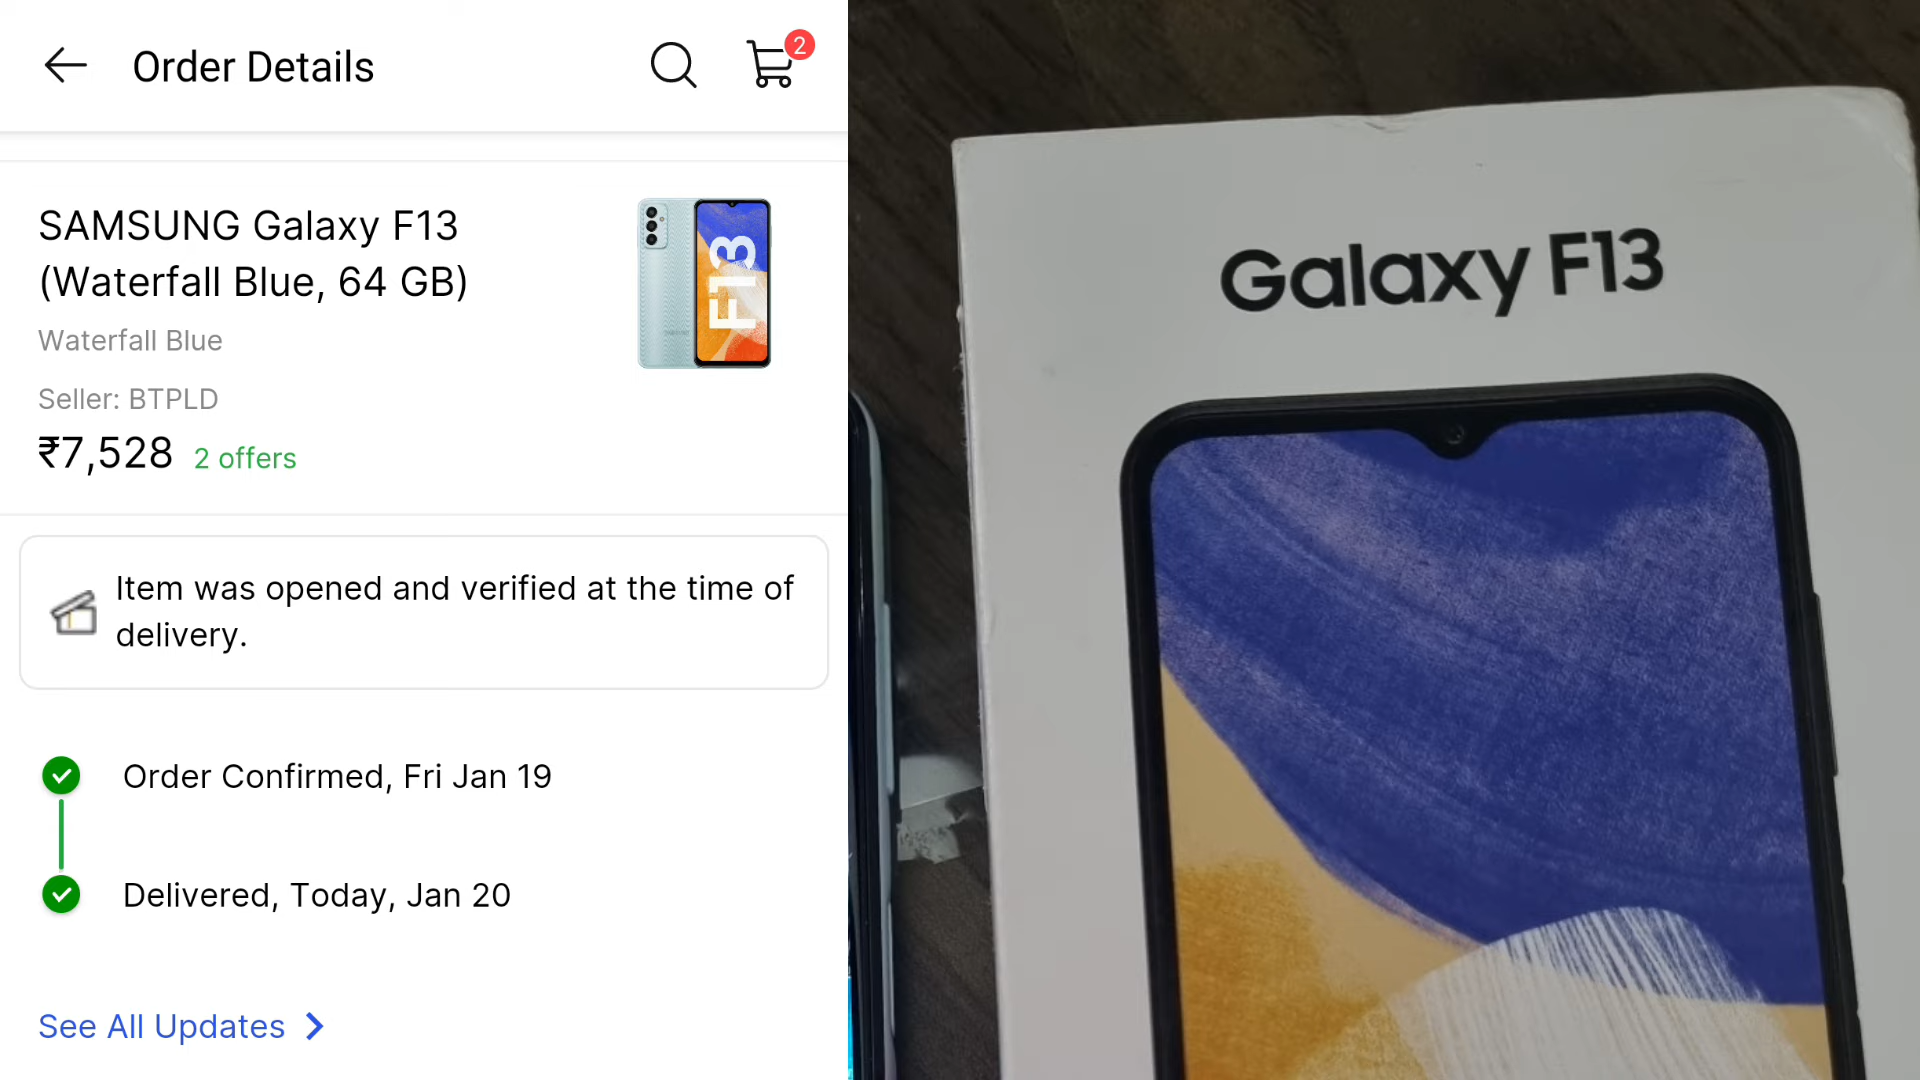 Order Details
2
SAMSUNG Galaxy F13
(Waterfall Blue, 64 GB)
F13
Waterfall Blue
Seller: BTPLD
₹7,528 2 offers
Item was opened and verified at the time of
delivery.
Order Confirmed, Fri Jan 19
Delivered, Today, Jan 20
See All Updates
Galaxy F13